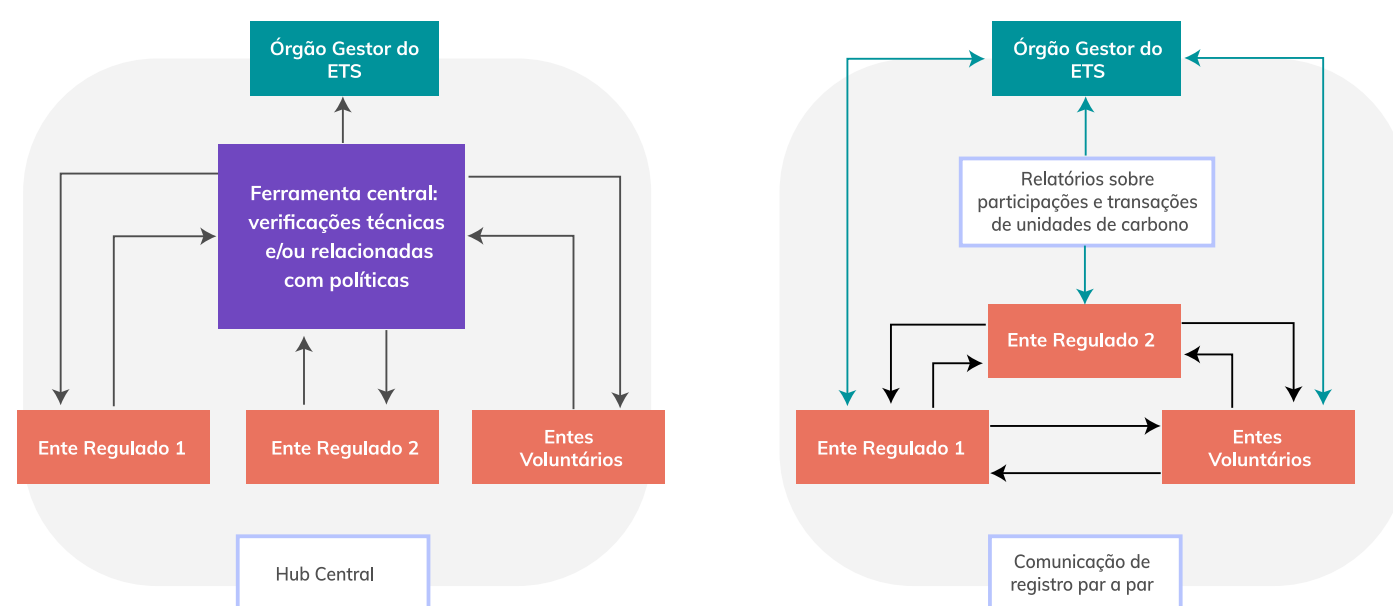 Órgão Gestor do
ETS
Ferramenta central:
verificações técnicas
e/ou relacionadas
com políticas
Ente Regulado 1
Ente Regulado 2
Entes
Voluntários
Hub Central
Órgão Gestor do
ETS
Relatórios sobre
participações e transações
de unidades de carbono
Ente Regulado 2
Ente Regulado 1
Entes
Voluntários
Comunicação de
registro par a par